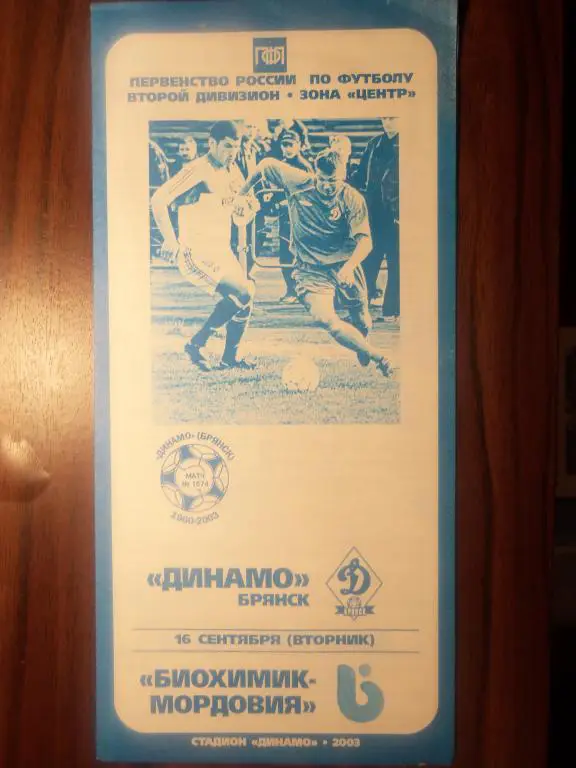 ПЕРВЕНСТВО РОССИИ ПО ФУТБОЛУ
ВТОРОЙ ДИВИЗИОН • ЗОНА «ЦЕНТР»
«ДИНАМО» (БРЯНСК)
МАТЧ
№ 1674
1960-2003
«ДИНАМО»
БРЯНСК
Д
БРЯНСК
16 СЕНТЯБРЯ (ВТОРНИК)
«БИОХИМИК-
МОРДОВИЯ»
СТАДИОН «ДИНАМО» • 2003